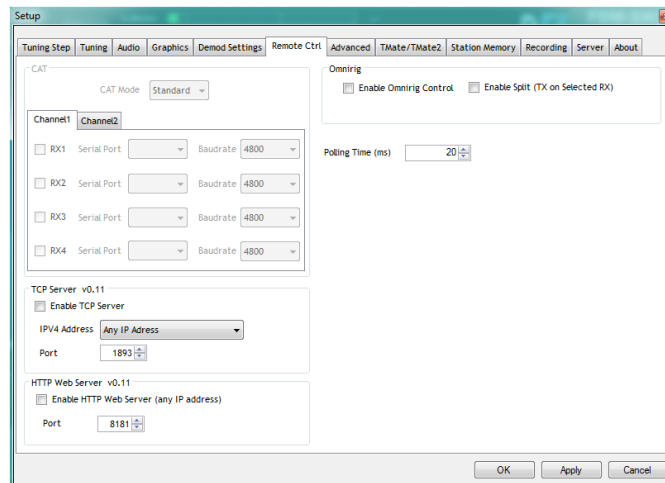 Setup
Tuning Step Tuning Audio Graphics Demod Settings Remote Ctrl Advanced TMate/TMate2 Station Memory Recording Server About
CAT
CAT Mode Standard
Channel1 Channel2
RX1 Serial Port Baudrate 4800
RX2 Serial Port Baudrate 4800
RX3 Serial Port Baudrate 4800
RX4 Serial Port Baudrate 4800
TCP Server v0.11
Enable TCP Server
IPV4 Address Any IP Adress
Port 1893
HTTP Web Server v0.11
Enable HTTP Web Server (any IP address)
Port 8181
Omnirig
Enable Omnirig Control Enable Split (TX on Selected RX)
Polling Time (ms) 20
OK Apply Cancel